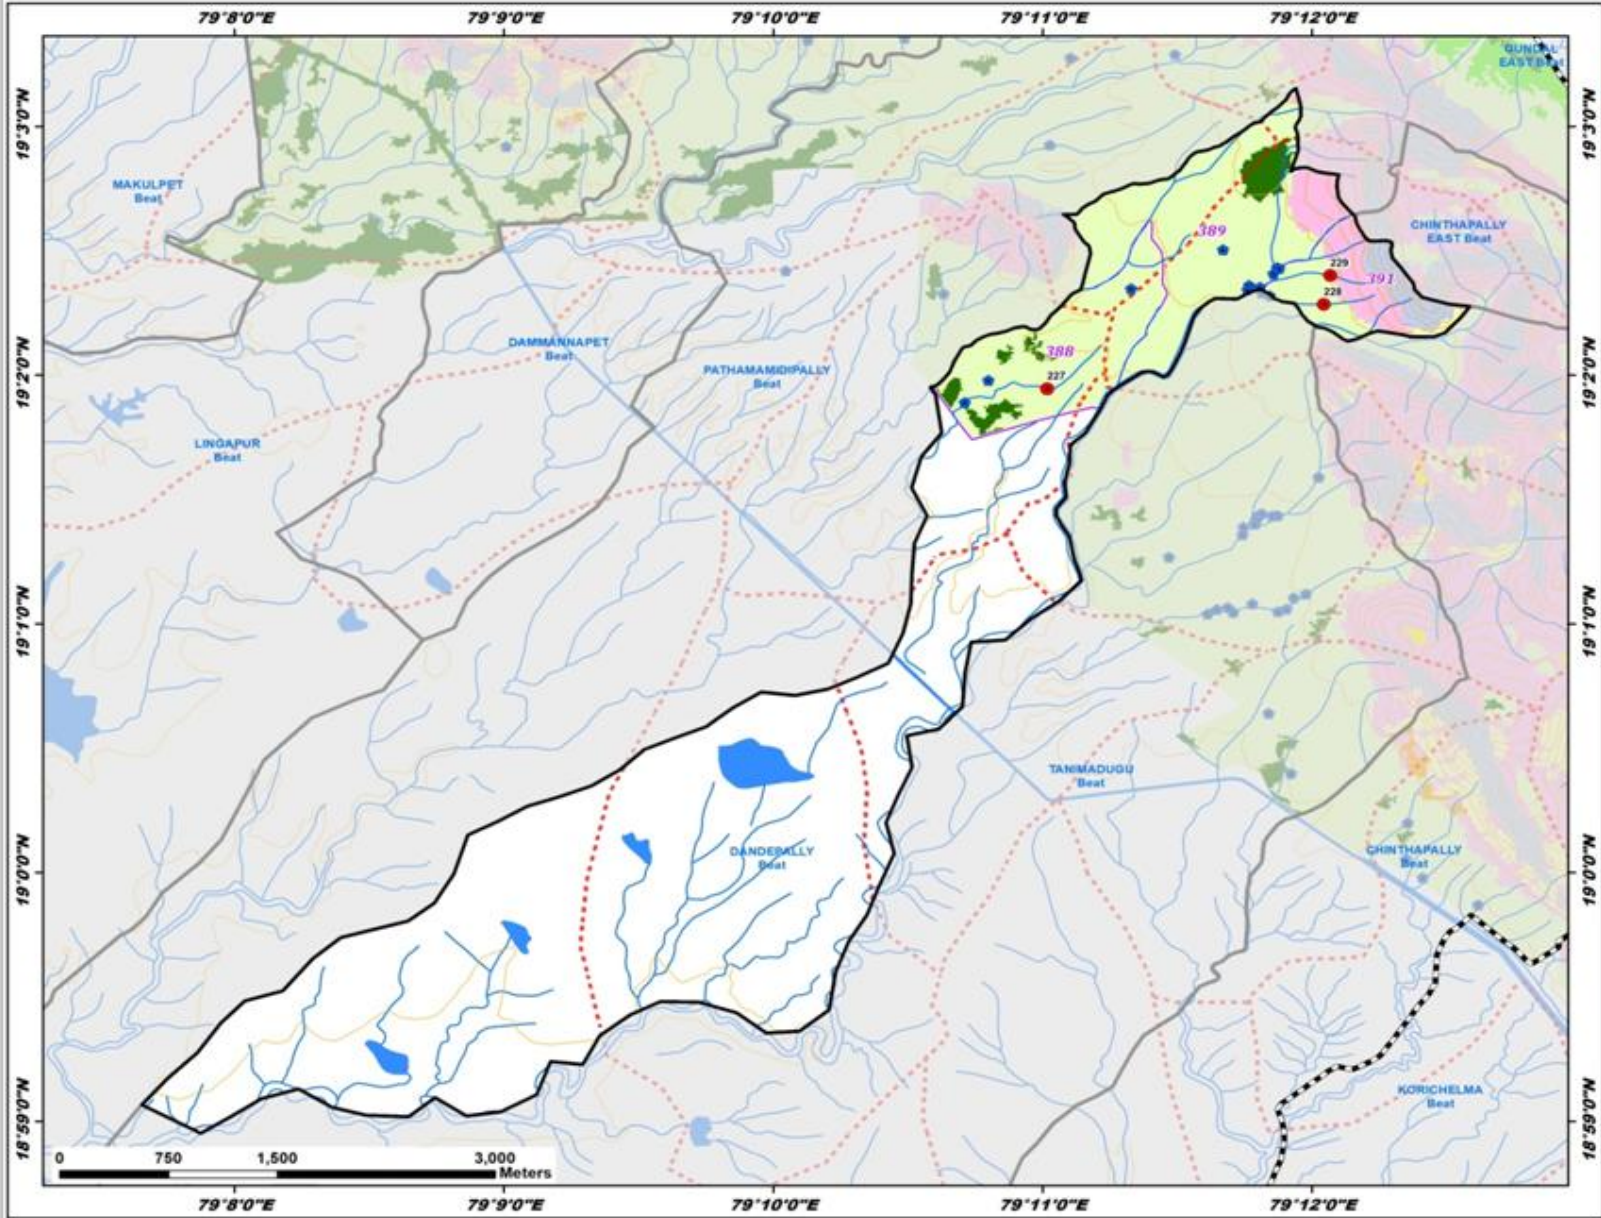 79°8'0"E 79°9'0"E 79°10'0"E 79°11'0"E 79°12'0"E
GUNDAL
EAST Beat
19°3'0"N
19°3'0"N
MAKULPET
Beat
389
CHINTHAPALLY
EAST Beat
229
391
228
DAMMANNAPET
Beat
388
PATHAMAMIDIPALLY
Beat
227
19°2'0"N
19°2'0"N
LINGAPUR
Beat
19°1'0"N
19°1'0"N
TANIMADUGU
Beat
DANDEPALLY
Beat
CHINTHAPALLY
Beat
19°0'0"N
19°0'0"N
KORICHELMA
Beat
18°59'0"N
18°59'0"N
0 750 1,500 3,000
Meters
79°8'0"E 79°9'0"E 79°10'0"E 79°11'0"E 79°12'0"E